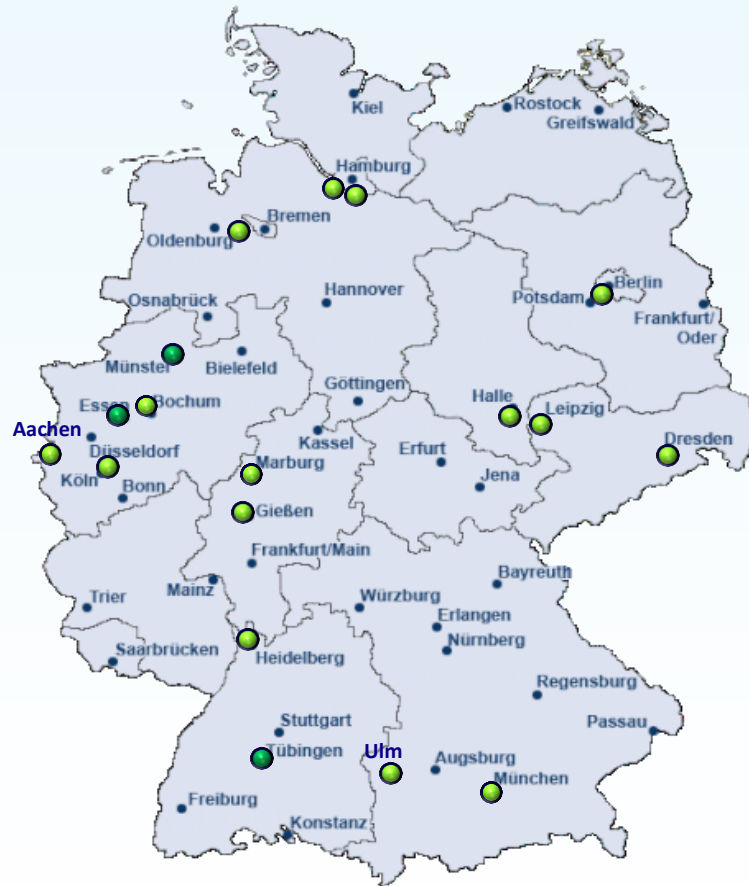 Kiel
Rostock
Greifswald
Hamburg
Bremen
Oldenburg
Berlin
Potsdam
Hannover
Osnabrück
Frankfurt/
Oder
Münster
Bielefeld
Göttingen
Halle
Leipzig
Essen
Bochum
Aachen
Düsseldorf
Kassel
Erfurt
Dresden
Marburg
Köln
Bonn
Jena
Gießen
Frankfurt/Main
Bayreuth
Mainz
Trier
Würzburg
Erlangen
Nürnberg
Saarbrücken
Heidelberg
Regensburg
Stuttgart
Passau
Tübingen
Ulm
Augsburg
München
Freiburg
Konstanz